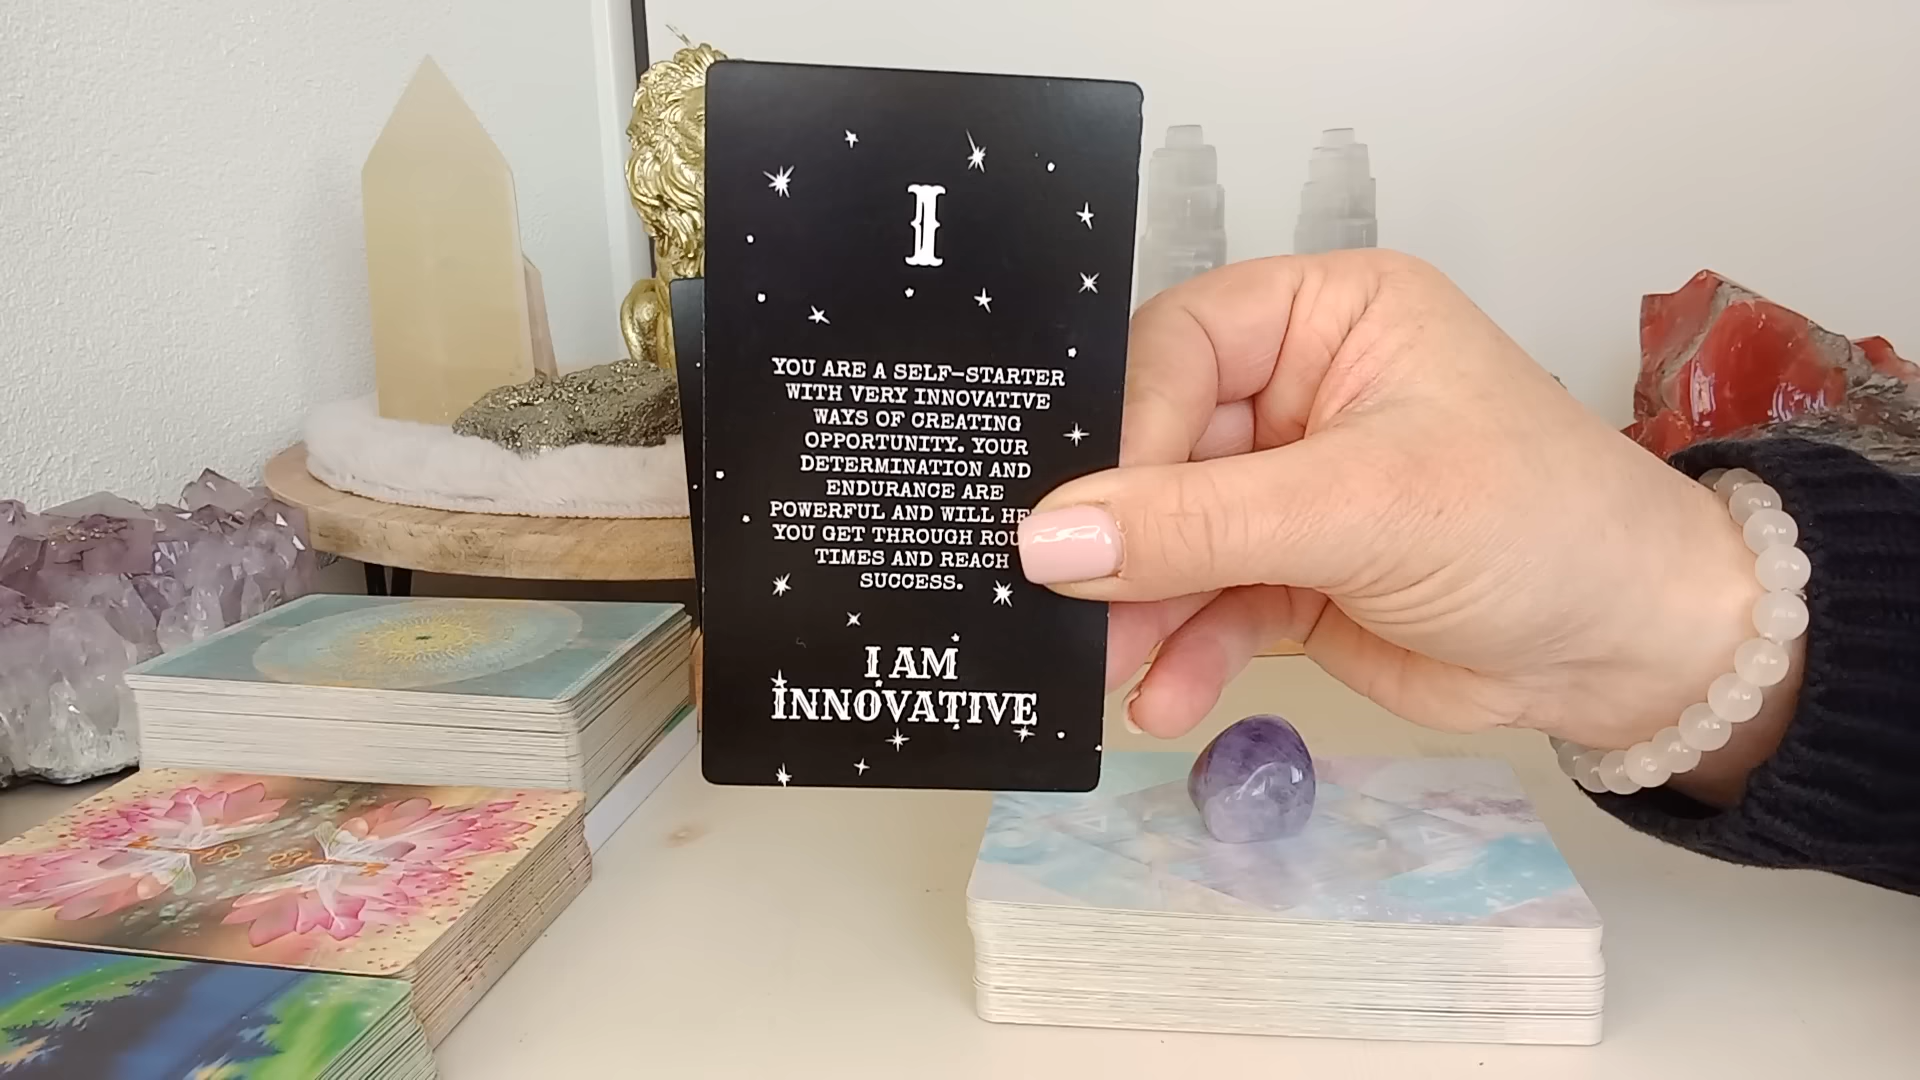 I
YOU ARE A SELF-STARTER
WITH VERY INNOVATIVE
WAYS OF CREATING
OPPORTUNITY. YOUR
DETERMINATION AND
ENDURANCE ARE
POWERFUL AND WILL
YOU GET THROUGH
TIMES AND REACH
SUCCESS.
I AM
INNOVATIVE